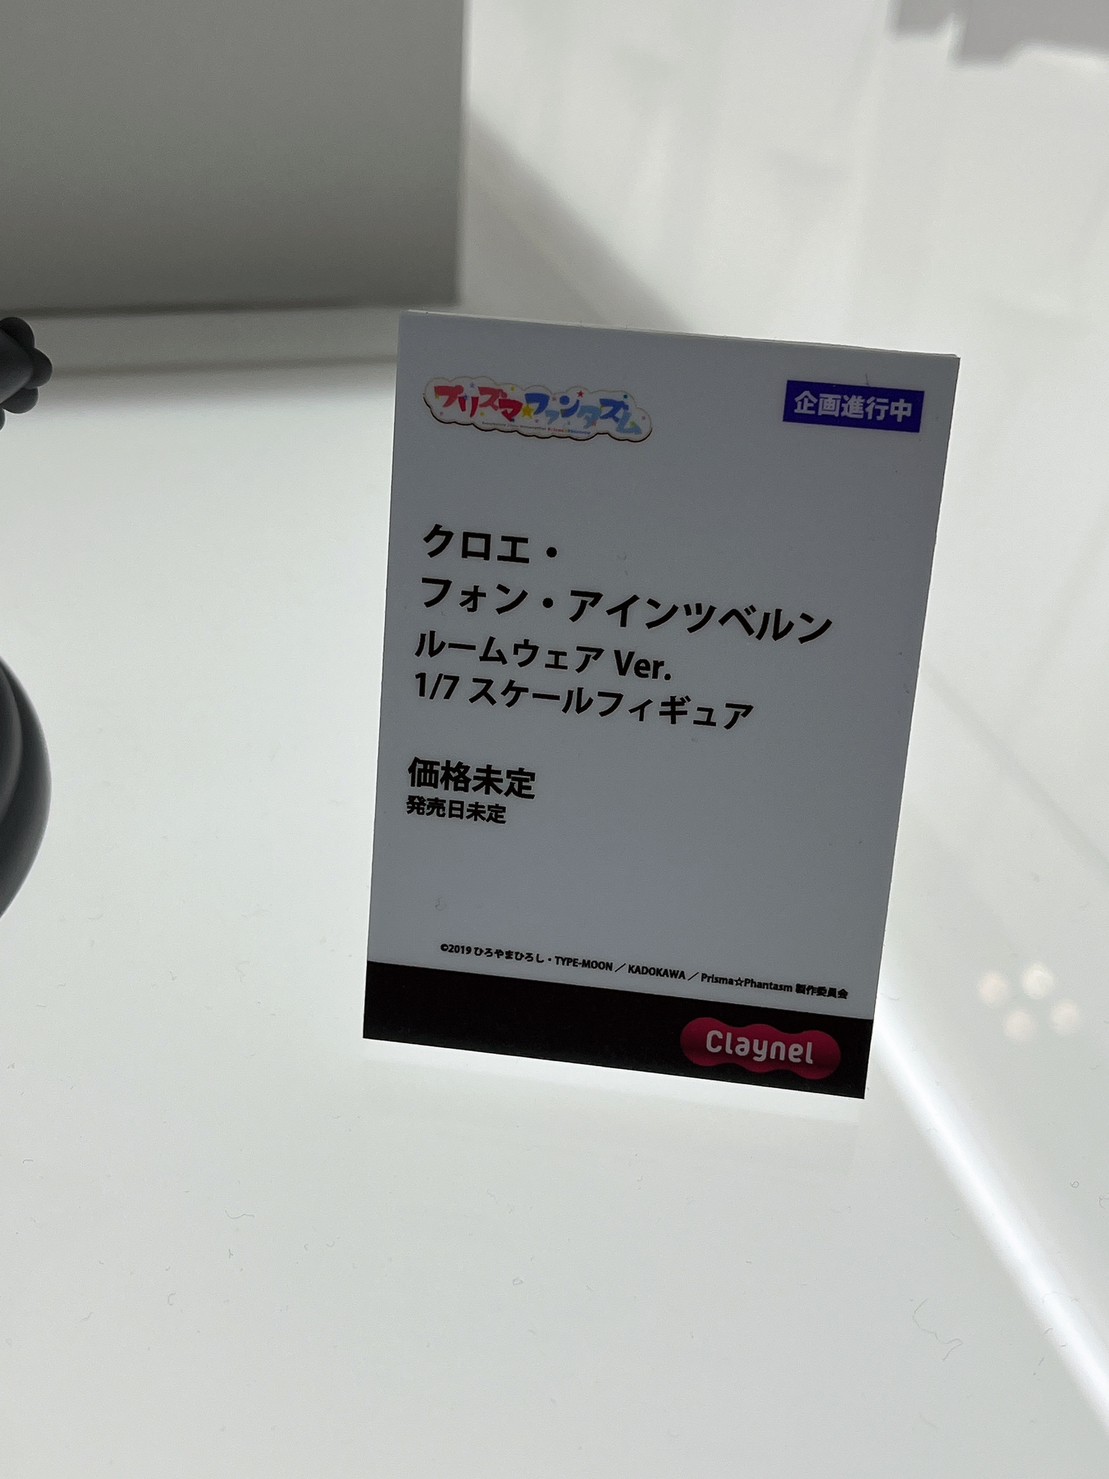 プリズマ☆ファンタズム
企画進行中
クロエ・
フォン・アインツベルン
ルームウェア Ver.
1/7 スケールフィギュア
価格未定
発売日未定
©2019 ひろやまひろし・TYPE-MOON ／ KADOKAWA ／ Prisma☆Phantasm 製作委員会
Claynel